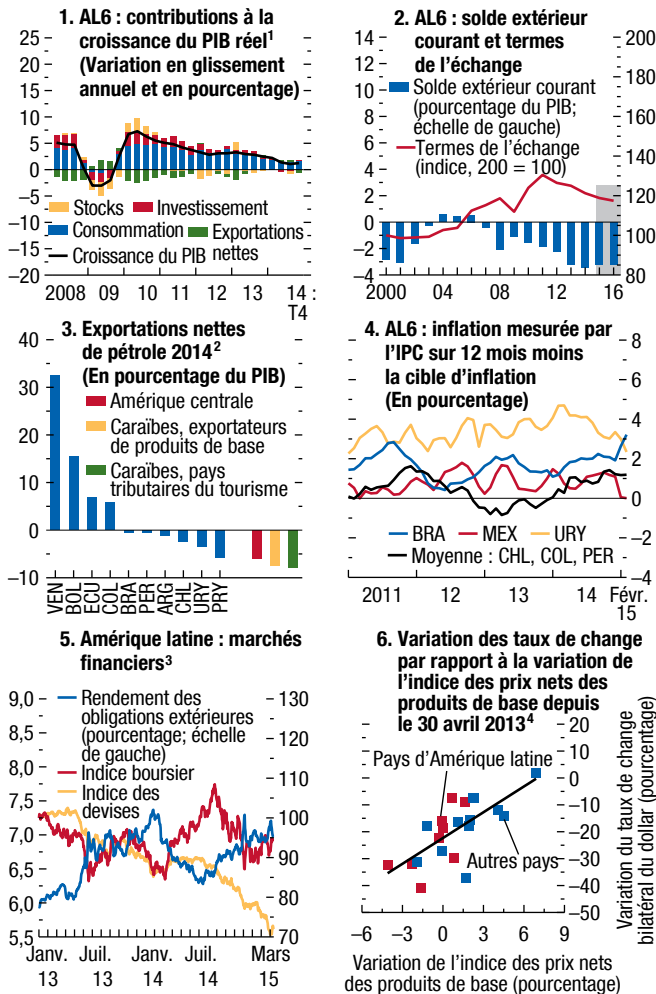 1. AL6 : contributions à la
croissance du PIB réel¹
(Variation en glissement
annuel et en pourcentage)
25
20
15
10
5
0
–5
–10
–15
–20
Stocks
Investissement
Consommation
Exportations
nettes
Croissance du PIB
2008 09 10 11 12 13 14 :
T4
2. AL6 : solde extérieur
courant et termes
de l’échange
14
12
10
8
6
4
2
0
–2
–4
200
180
160
140
120
100
80
Solde extérieur courant
(pourcentage du PIB;
échelle de gauche)
Termes de l’échange
(indice, 200 = 100)
2000 04 08 12 16
3. Exportations nettes
de pétrole 2014²
(En pourcentage du PIB)
40
30
20
10
0
–10
Amérique centrale
Caraïbes, exportateurs
de produits de base
Caraïbes, pays
tributaires du tourisme
VEN
BOL
ECU
COL
BRA
PER
ARG
CHL
URY
PRY
4. AL6 : inflation mesurée par
l’IPC sur 12 mois moins
la cible d’inflation
(En pourcentage)
8
6
4
2
0
–2
–4
BRA MEX URY
Moyenne : CHL, COL, PER
2011 12 13 14 Févr.
15
5. Amérique latine : marchés
financiers³
9,0
8,5
8,0
7,5
7,0
6,5
6,0
5,5
130
120
110
100
90
80
70
Rendement des
obligations extérieures
(pourcentage; échelle
de gauche)
Indice boursier
Indice des
devises
Janv. Juil. Janv. Juil. Mars
13 13 14 14 15
6. Variation des taux de change
par rapport à la variation de
l’indice des prix nets des
produits de base depuis
le 30 avril 2013⁴
Pays d’Amérique latine
Autres pays
20
10
0
–10
–20
–30
–40
–50
Variation du taux de change
bilatéral du dollar (pourcentage)
–6 –3 0 3 6 9
Variation de l’indice des prix nets
des produits de base (pourcentage)